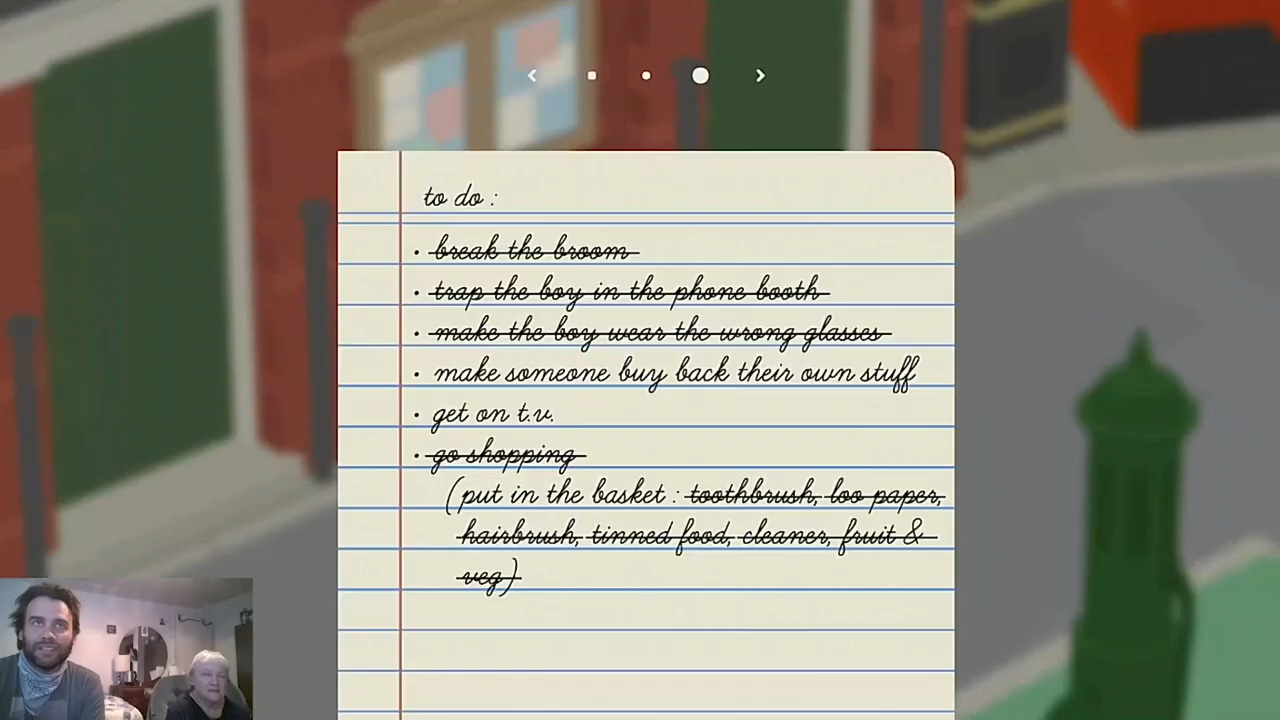 to do :
• break the broom
• trap the boy in the phone booth
• make the boy wear the wrong glasses
• make someone buy back their own stuff
• get on t.v.
• go shopping
(put in the basket : toothbrush, loo paper,
hairbrush, tinned food, cleaner, fruit &
veg)